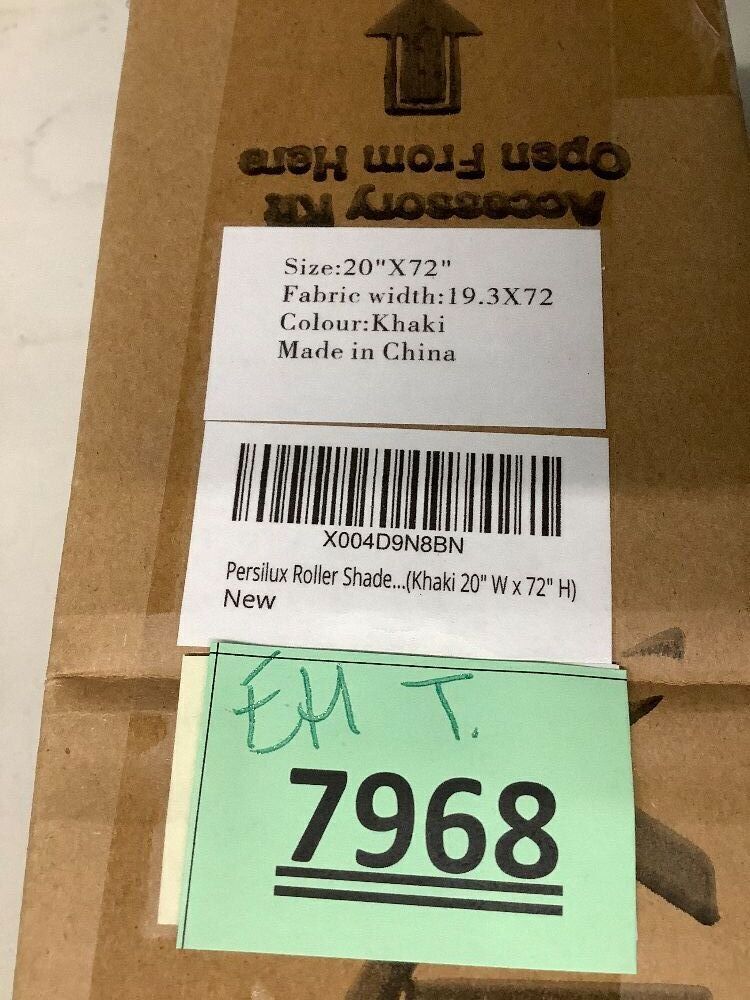 Open From Here
Accessory Kit
Size:20"X72"
Fabric width:19.3X72
Colour:Khaki
Made in China
X004D9N8BN
Persilux Roller Shade...(Khaki 20" W x 72" H)
New
EH T.
7968